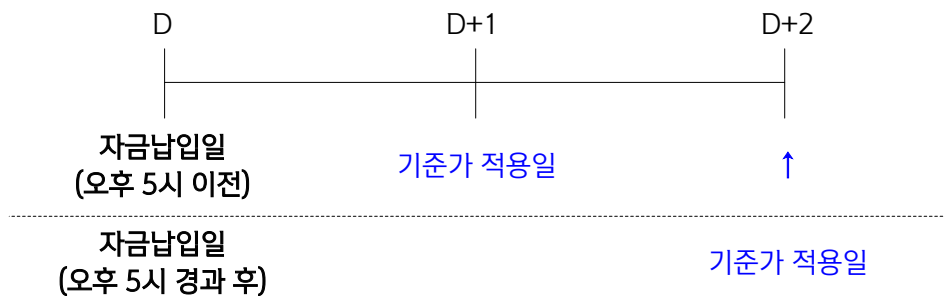 D D+1 D+2
자금납입일
(오후 5시 이전)
기준가 적용일
↑
자금납입일
(오후 5시 경과 후)
기준가 적용일